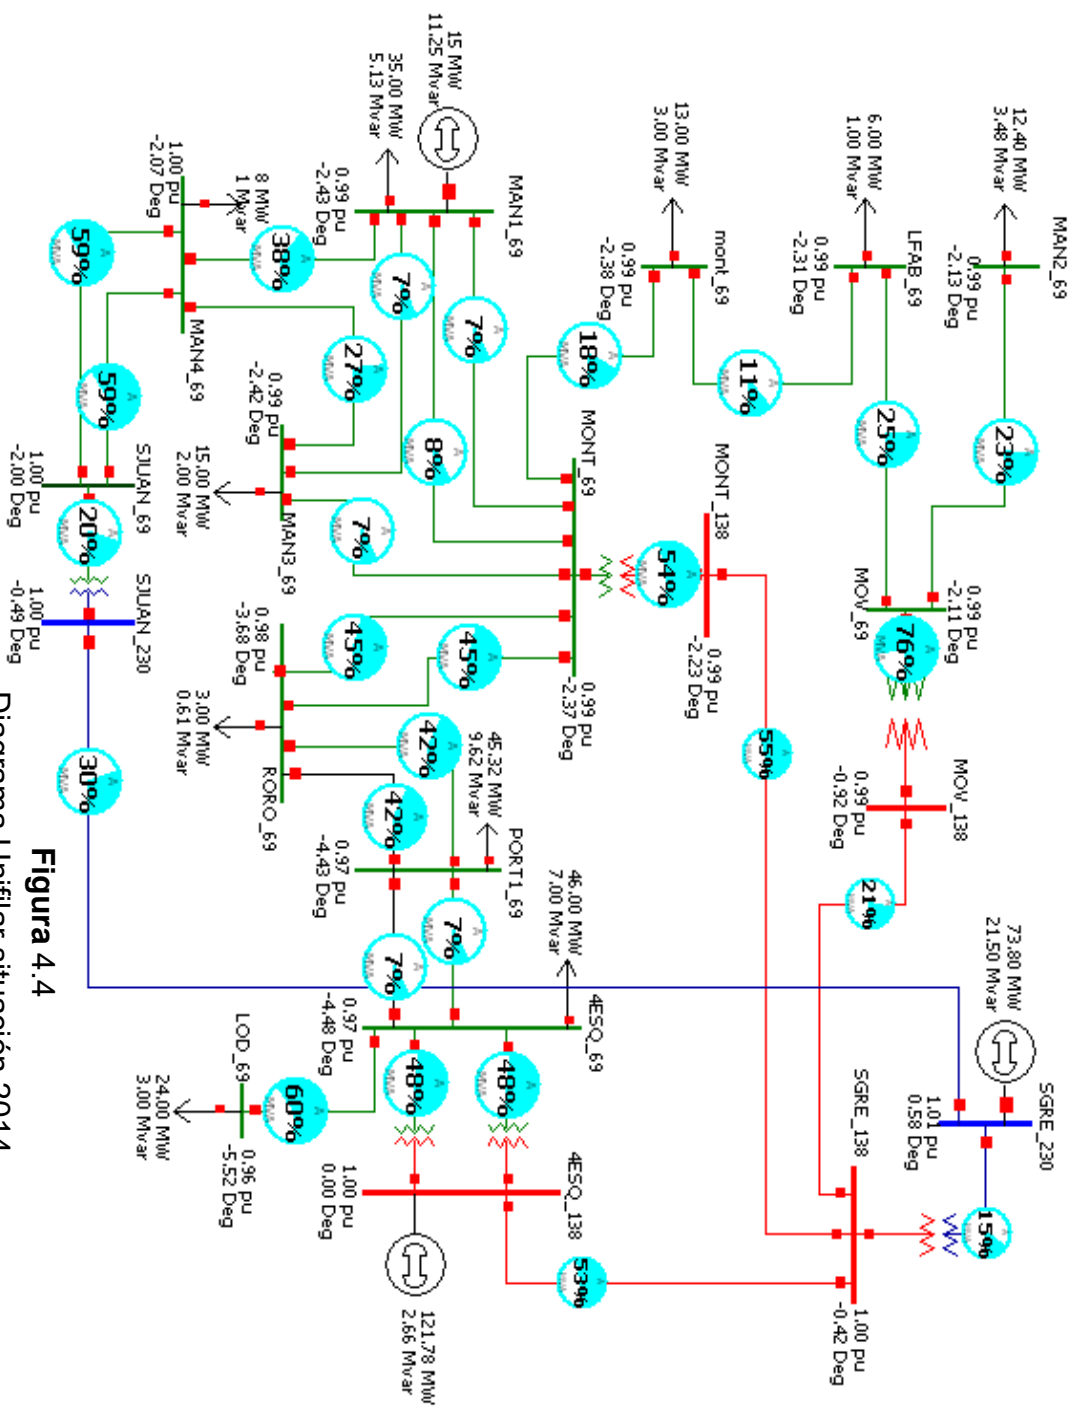 15 MW
11.25 Mvar
35.00 MW
5.13 Mvar
MAN1_69
0.99 pu
-2.43 Deg
8 MW
1 Mvar
1.00 pu
-2.07 Deg
MAN4_69
59%
38%
7%
7%
8%
27%
59%
13.00 MW
3.00 Mvar
mont_69
0.99 pu
-2.38 Deg
6.00 MW
1.00 Mvar
LFAB_69
0.99 pu
-2.31 Deg
12.40 MW
3.48 Mvar
MAN2_69
0.99 pu
-2.13 Deg
18%
11%
25%
23%
MONT_69
0.99 pu
-2.37 Deg
MONT_138
0.99 pu
-2.23 Deg
54%
MOV_69
0.99 pu
-2.11 Deg
76%
MOV_138
0.99 pu
-0.92 Deg
0.99 pu
-2.42 Deg
MAN3_69
15.00 MW
2.00 Mvar
7%
SJUAN_69
1.00 pu
-2.00 Deg
20%
SJUAN_230
1.00 pu
-0.49 Deg
30%
45%
45%
0.98 pu
-3.68 Deg
3.00 MW
0.61 Mvar
RORO_69
42%
42%
45.32 MW
9.62 Mvar
PORT1_69
0.97 pu
-4.43 Deg
55%
21%
7%
7%
46.00 MW
7.00 Mvar
4ESQ_69
0.97 pu
-4.48 Deg
48%
48%
LOD_69
60%
24.00 MW
3.00 Mvar
0.96 pu
-5.52 Deg
4ESQ_138
1.00 pu
0.00 Deg
121.78 MW
2.66 Mvar
53%
73.80 MW
21.50 Mvar
SGRE_230
1.01 pu
0.58 Deg
15%
SGRE_138
1.00 pu
-0.42 Deg
Figura 4.4
Diagrama Unifilar situación 2014